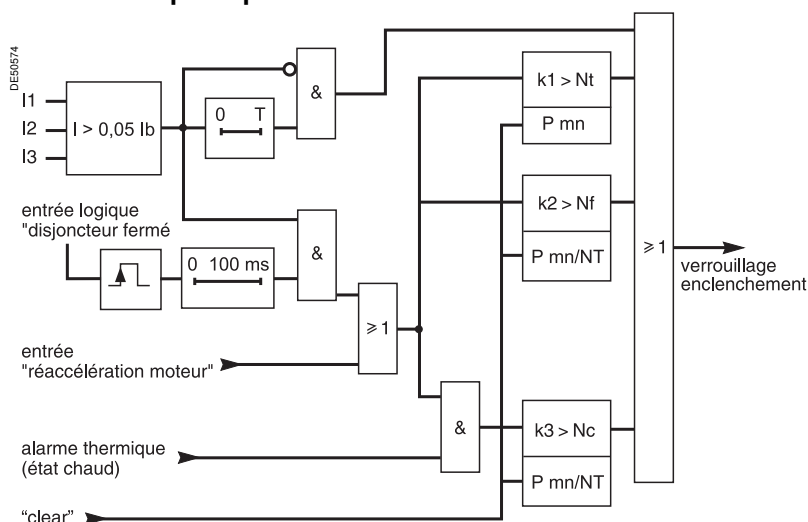 DE50574
I1
I2
I3
I > 0,05 Ib
0 T
&
k1 > Nt
P mn
k2 > Nf
P mn/NT
entrée logique
"disjoncteur fermé
0 100 ms
&
⩾ 1
⩾ 1
verrouillage
enclenchement
entrée
"réaccélération moteur"
alarme thermique
(état chaud)
&
k3 > Nc
P mn/NT
“clear”